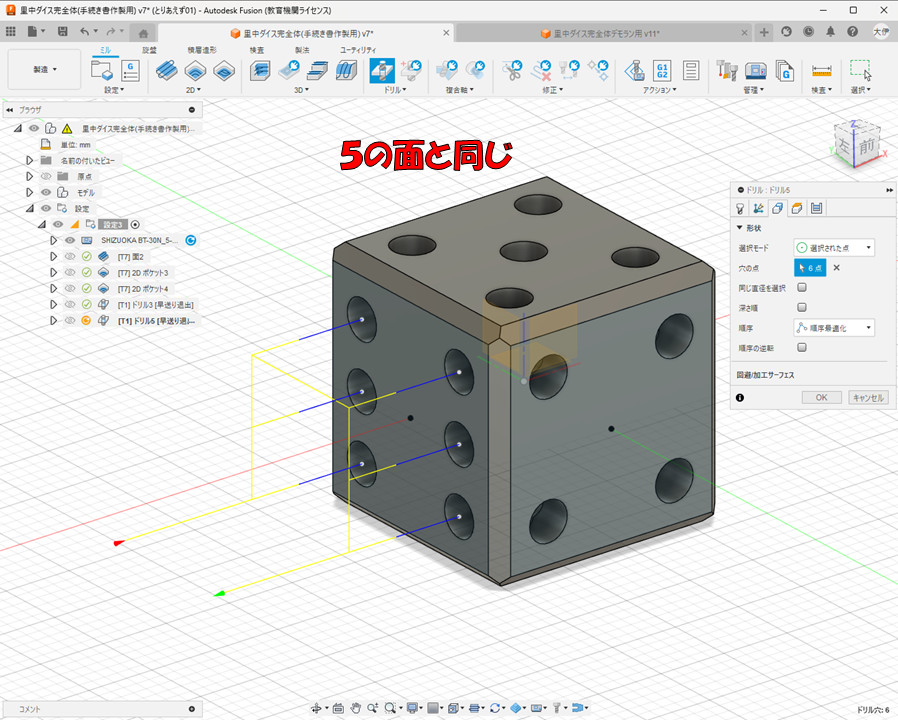 里中ダイス完全体(手続き書作製用) v7* (とりあえず01) - Autodesk Fusion (教育機関ライセンス)
里中ダイス完全体(手続き書作製用) v7*
里中ダイス完全体デモラン用 v11*
大伊
ミル 設盤 積層造形 検査 製法 ユーティリティ
製造
G1
G2
設定 2D 3D ドリル 複合軸 修正 アクション 管理 検査 選択
ブラウザ
里中ダイス完全体(手続き書作製用)...
単位: mm
名前の付いたビュー
原点
モデル
設定
設定3
SHIZUOKA BT-30N_5-...
[T7] 面2
[T7] 2D ポケット3
[T7] 2D ポケット4
[T1] ドリル3 [早送り退出]
[T1] ドリル5 [早送り退...
5の面と同じ
Z
左
前
X
ドリル : ドリル5
形状
選択モード 選択された点
穴の点 6 点
同じ直径を選択
深さ順
順序 順序最適化
順序の逆転
回避/加工サーフェス
OK キャンセル
コメント
ドリル穴: 6